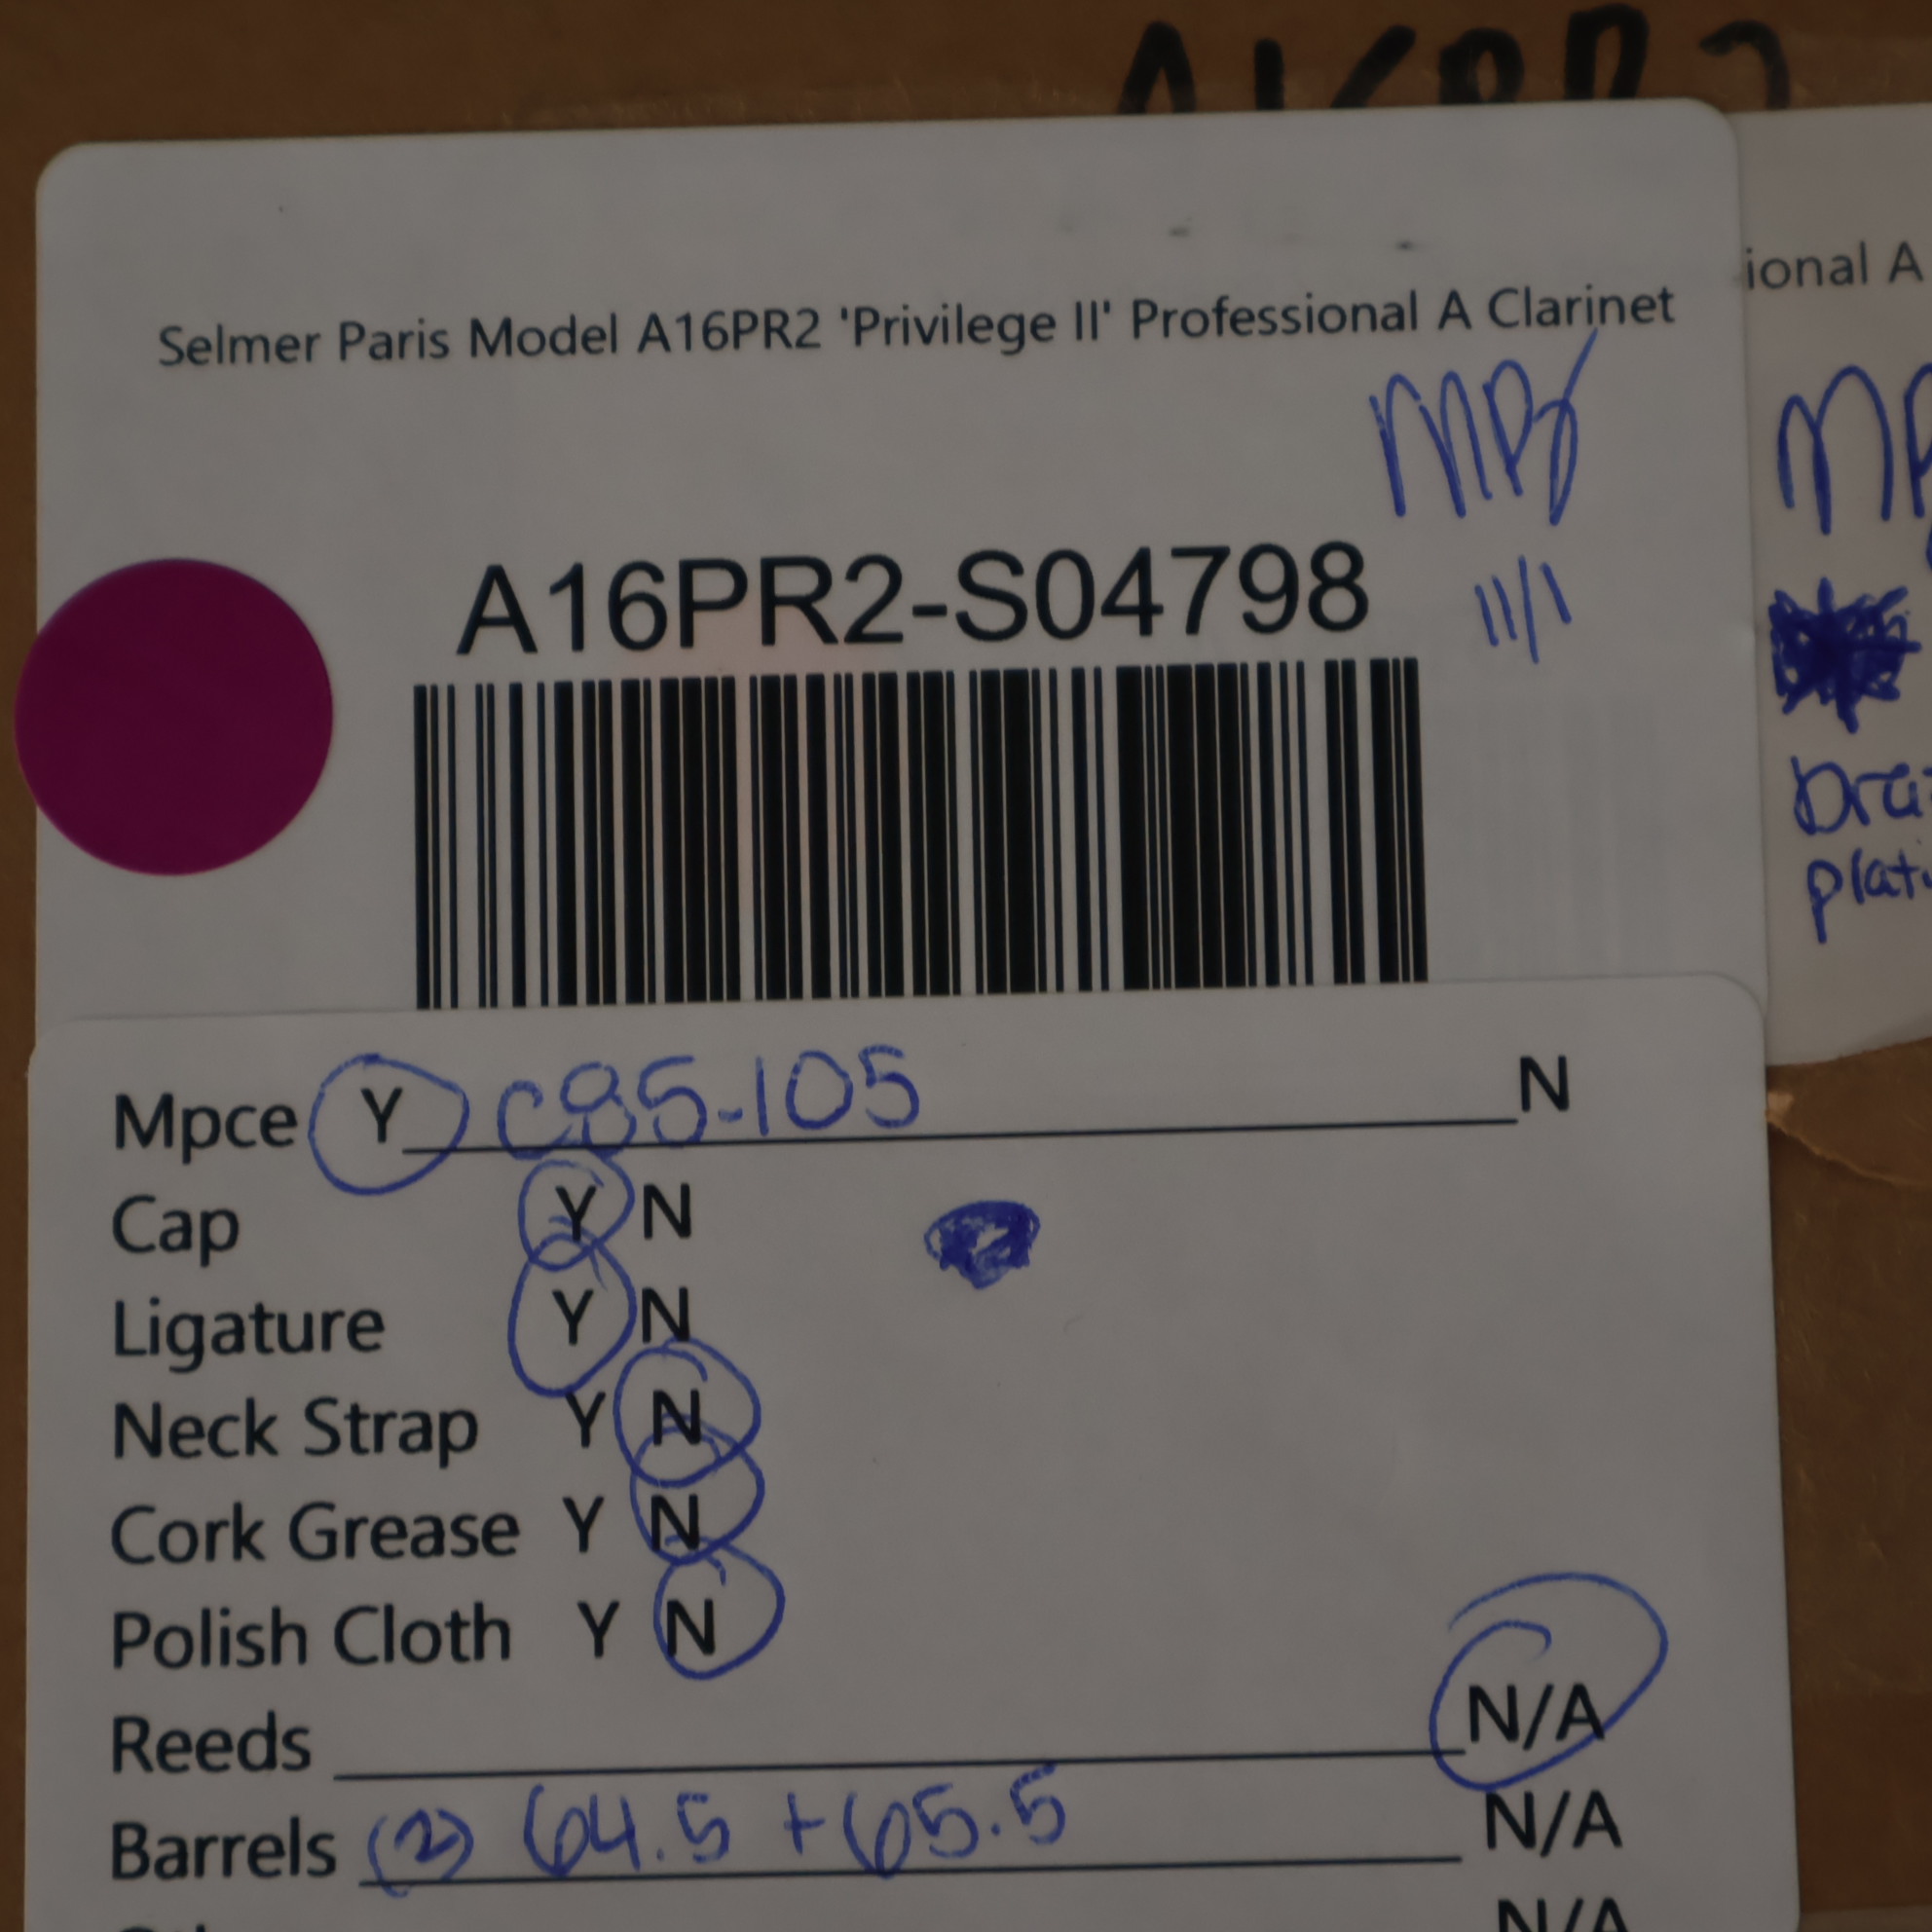 Selmer Paris Model A16PR2 'Privilege II' Professional A Clarinet
ional A
11/1
A16PR2-S04798
Mpce Y C85-105 N
Cap Y N
Ligature Y N
Neck Strap Y N
Cork Grease Y N
Polish Cloth Y N
Reeds N/A
Barrels (2) 64.5 + 65.5 N/A
N/A